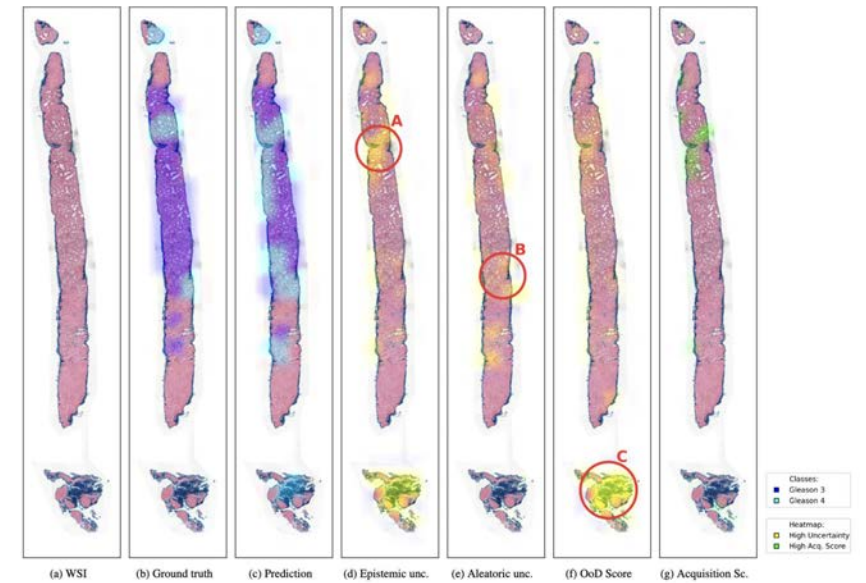 A
B
C
Classes:
Gleason 3
Gleason 4
Heatmap:
High Uncertainty
High Acq. Score
(a) WSI
(b) Ground truth
(c) Prediction
(d) Epistemic unc.
(e) Aleatoric unc.
(f) OoD Score
(g) Acquisition Sc.